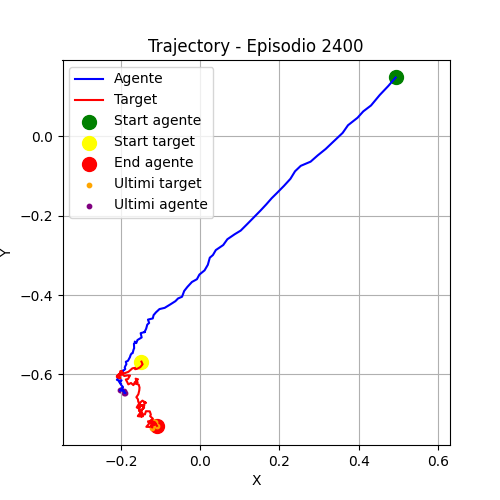 Trajectory - Episodio 2400
Agente
Target
Start agente
Start target
End agente
Ultimi target
Ultimi agente
0.0
−0.2
−0.4
−0.6
Y
−0.2
0.0
0.2
0.4
0.6
X